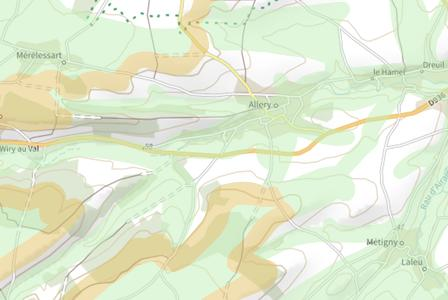 Mérélessart
Dreuil
le Hamel
Allery
D936
Wiry au Val
Métigny
Laleu